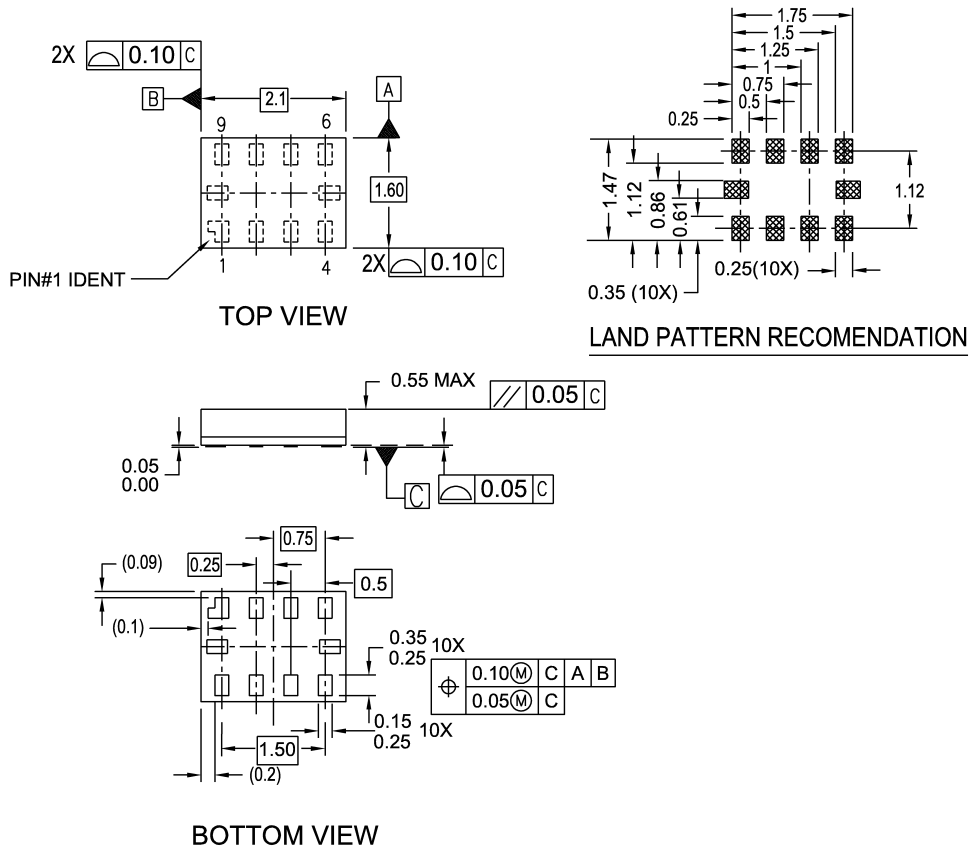 2X 0.10 C
B
2.1
A
9
6
1.60
1
4
2X 0.10 C
PIN#1 IDENT
TOP VIEW
1.75
1.5
1.25
1
0.75
0.5
0.25
1.47
1.12
0.86
0.61
1.12
0.25(10X)
0.35 (10X)
LAND PATTERN RECOMENDATION
0.55 MAX
// 0.05 C
0.05
0.00
C
0.05 C
0.75
(0.09)
0.25
0.5
(0.1)
0.35
0.25 10X
0.10Ⓜ C A B
0.05Ⓜ C
0.15
0.25 10X
1.50
(0.2)
BOTTOM VIEW